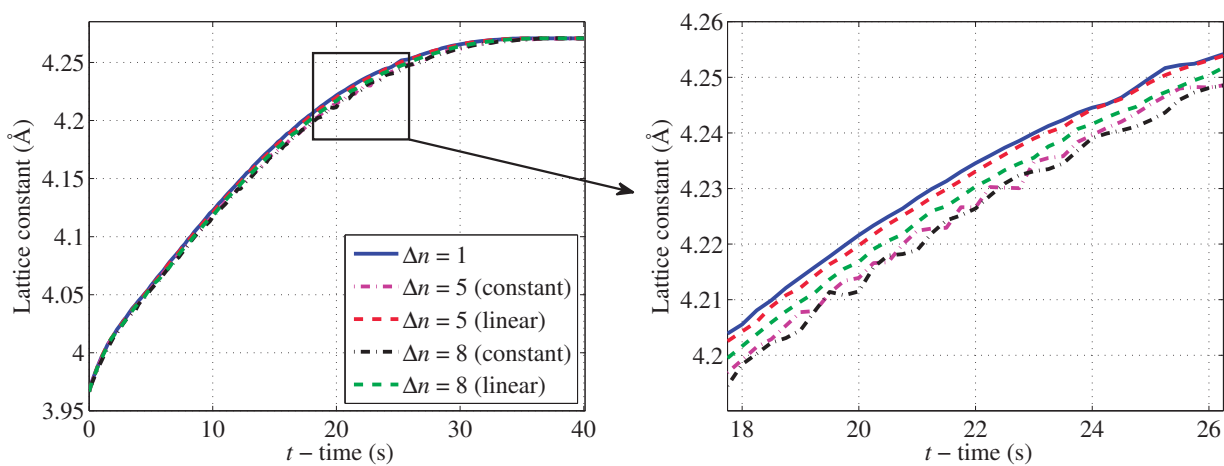 4.25
4.2
4.15
4.1
4.05
4
3.95
0
10
20
30
40
Lattice constant (Å)
t – time (s)
Δn = 1
Δn = 5 (constant)
Δn = 5 (linear)
Δn = 8 (constant)
Δn = 8 (linear)
4.26
4.25
4.24
4.23
4.22
4.21
4.2
18
20
22
24
26
Lattice constant (Å)
t – time (s)